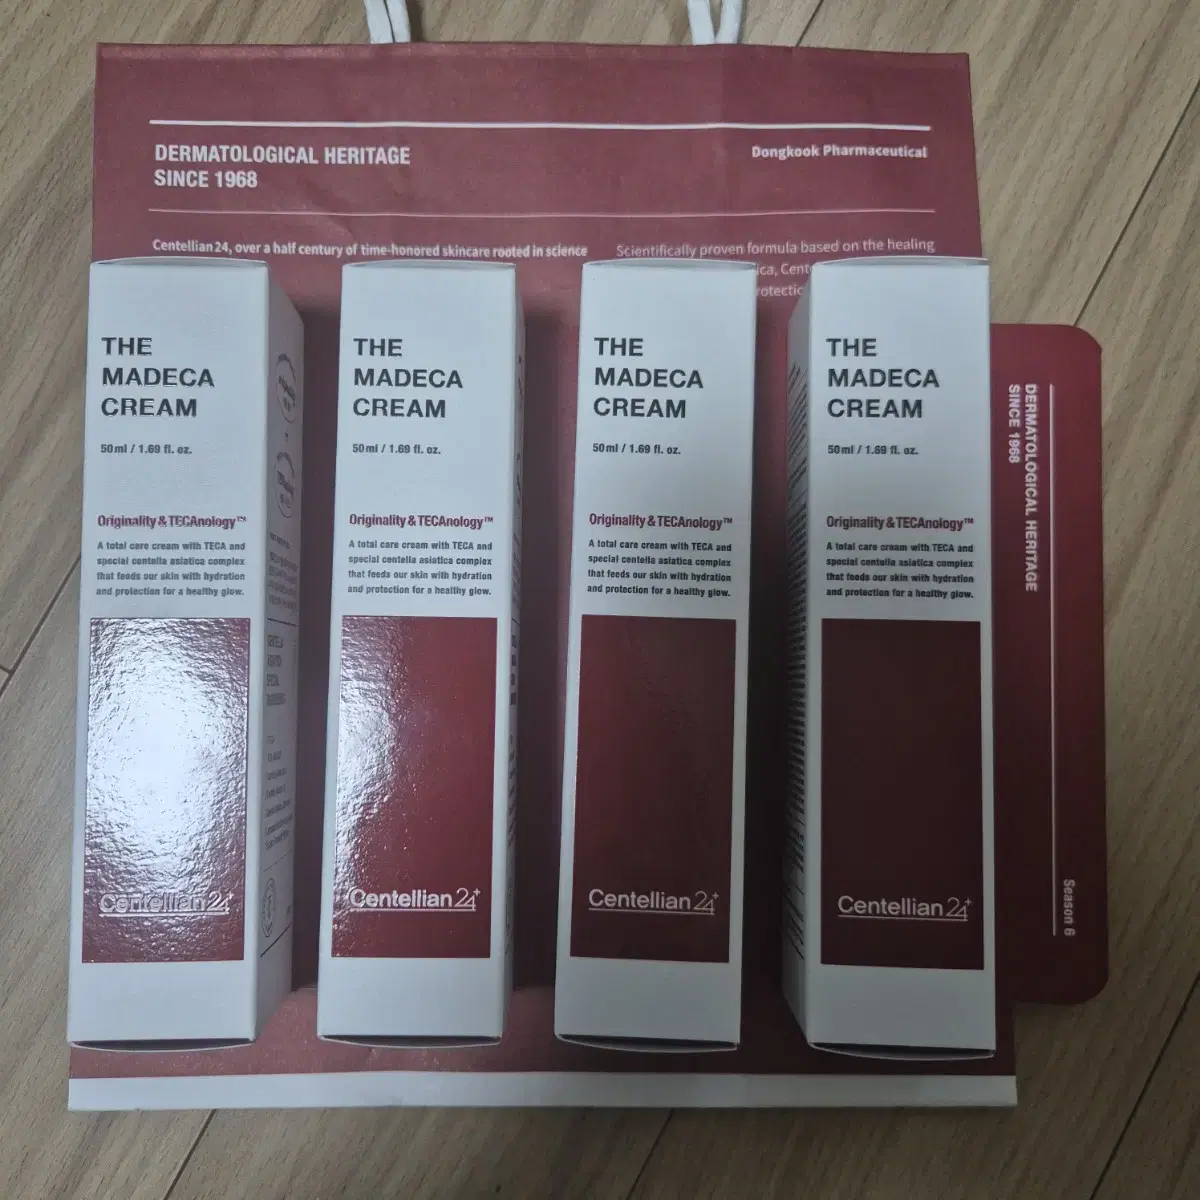 DERMATOLOGICAL HERITAGE
SINCE 1968
Dongkook Pharmaceutical
Centellian24, over a half century of time-honored skincare rooted in science
Scientifically proven formula based on the healing
THE
MADECA
CREAM
50ml / 1.69 fl. oz.
Originality & TECAnology™
A total care cream with TECA and
special centella asiatica complex
that feeds our skin with hydration
and protection for a healthy glow.
Centellian24+
THE
MADECA
CREAM
50ml / 1.69 fl. oz.
Originality & TECAnology™
A total care cream with TECA and
special centella asiatica complex
that feeds our skin with hydration
and protection for a healthy glow.
Centellian24+
THE
MADECA
CREAM
50ml / 1.69 fl. oz.
Originality & TECAnology™
A total care cream with TECA and
special centella asiatica complex
that feeds our skin with hydration
and protection for a healthy glow.
Centellian24+
THE
MADECA
CREAM
50ml / 1.69 fl. oz.
Originality & TECAnology™
A total care cream with TECA and
special centella asiatica complex
that feeds our skin with hydration
and protection for a healthy glow.
Centellian24+
DERMATOLOGICAL HERITAGE
SINCE 1968
Season 6